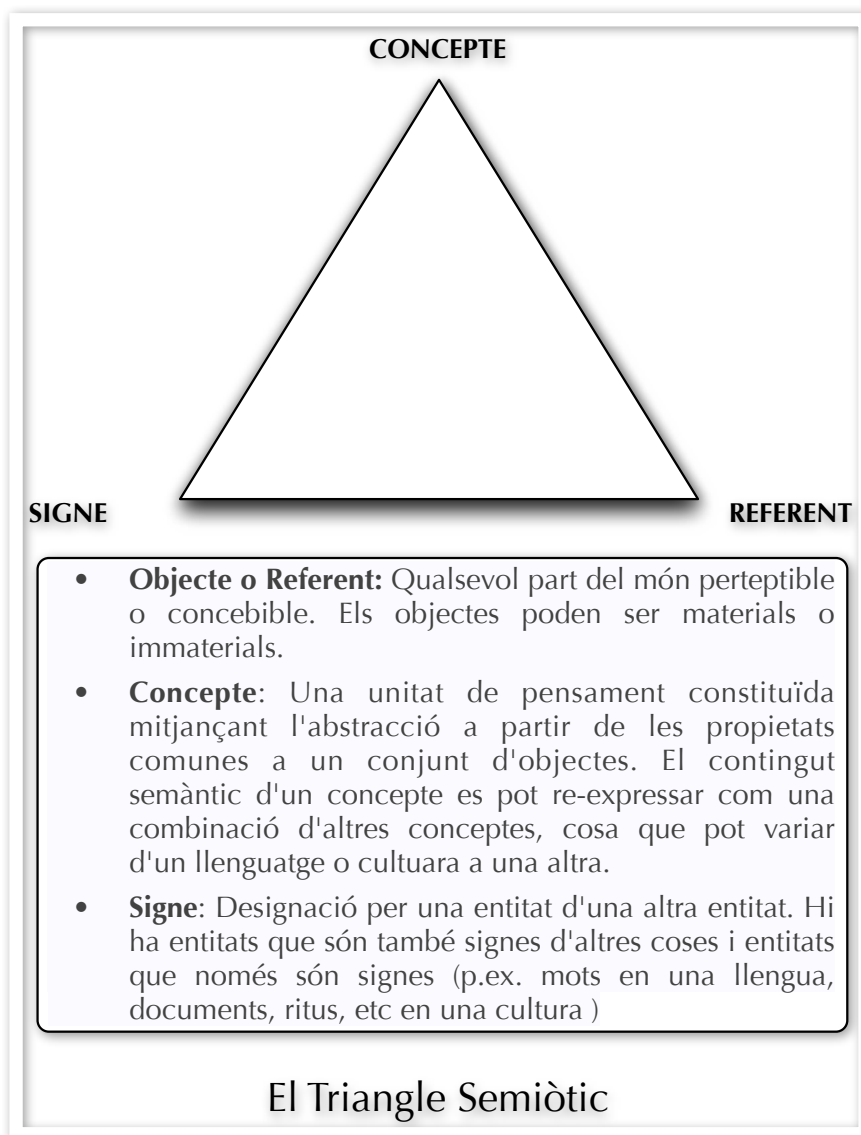 CONCEPTE
SIGNE
REFERENT
• Objecte o Referent: Qualsevol part del món perteptible
o concebible. Els objectes poden ser materials o
immaterials.
• Concepte: Una unitat de pensament constituïda
mitjançant l'abstracció a partir de les propietats
comunes a un conjunt d'objectes. El contingut
semàntic d'un concepte es pot re-expressar com una
combinació d'altres conceptes, cosa que pot variar
d'un llenguatge o cultuara a una altra.
• Signe: Designació per una entitat d'una altra entitat. Hi
ha entitats que són també signes d'altres coses i entitats
que només són signes (p.ex. mots en una llengua,
documents, ritus, etc en una cultura )
El Triangle Semiòtic